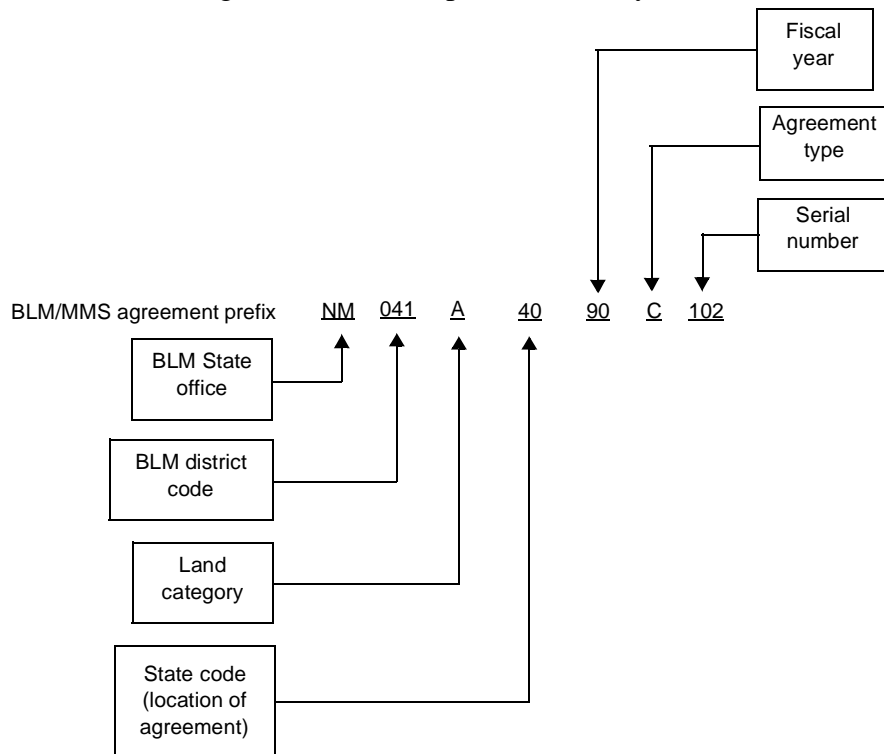 Fiscal
year
Agreement
type
Serial
number
BLM/MMS agreement prefix NM 041 A 40 90 C 102
BLM State
office
BLM district
code
Land
category
State code
(location of
agreement)